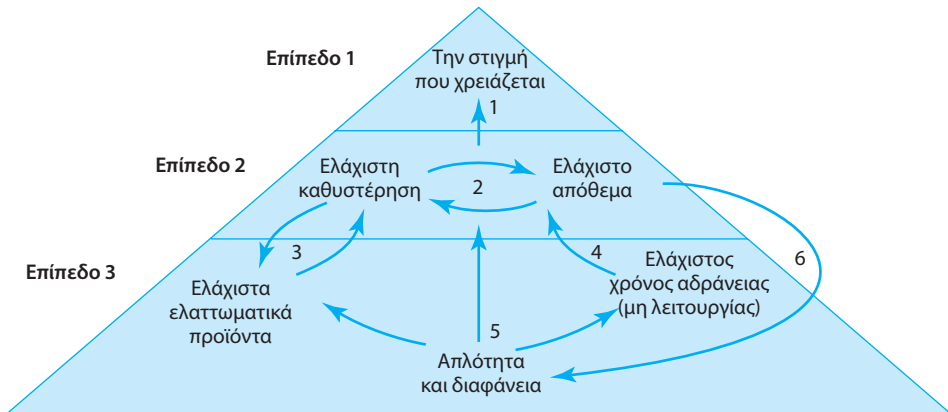 Επίπεδο 1
Την στιγμή
που χρειάζεται
1
Επίπεδο 2
Ελάχιστη
καθυστέρηση
2
Ελάχιστο
απόθεμα
Επίπεδο 3
3
4
6
Ελάχιστα
ελαττωματικά
προϊόντα
Ελάχιστος
χρόνος αδράνειας
(μη λειτουργίας)
5
Απλότητα
και διαφάνεια